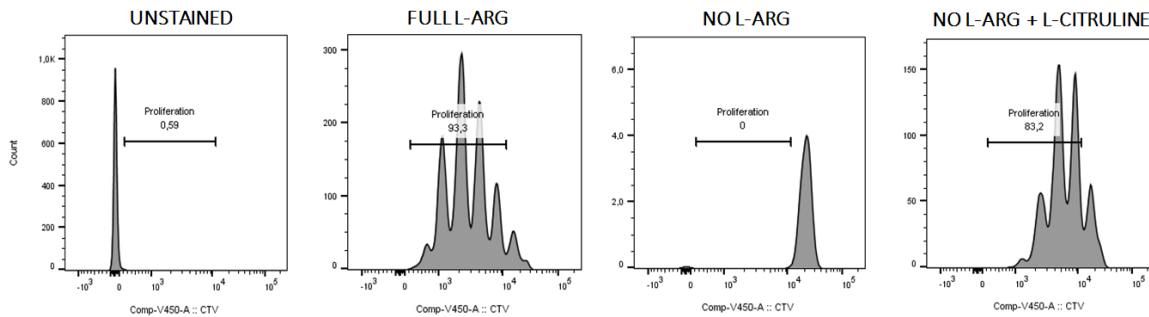 UNSTAINED
1,0K
800
600
400
200
0
Count
Proliferation
0,59
-10³ 0 10³ 10⁴ 10⁵
Comp-V450-A :: CTV
FULL L-ARG
300
200
100
0
Proliferation
93,3
-10³ 0 10³ 10⁴ 10⁵
Comp-V450-A :: CTV
NO L-ARG
6,0
4,0
2,0
0
Proliferation
0
-10³ 0 10³ 10⁴ 10⁵
Comp-V450-A :: CTV
NO L-ARG + L-CITRULINE
150
100
50
0
Proliferation
83,2
-10³ 0 10³ 10⁴ 10⁵
Comp-V450-A :: CTV